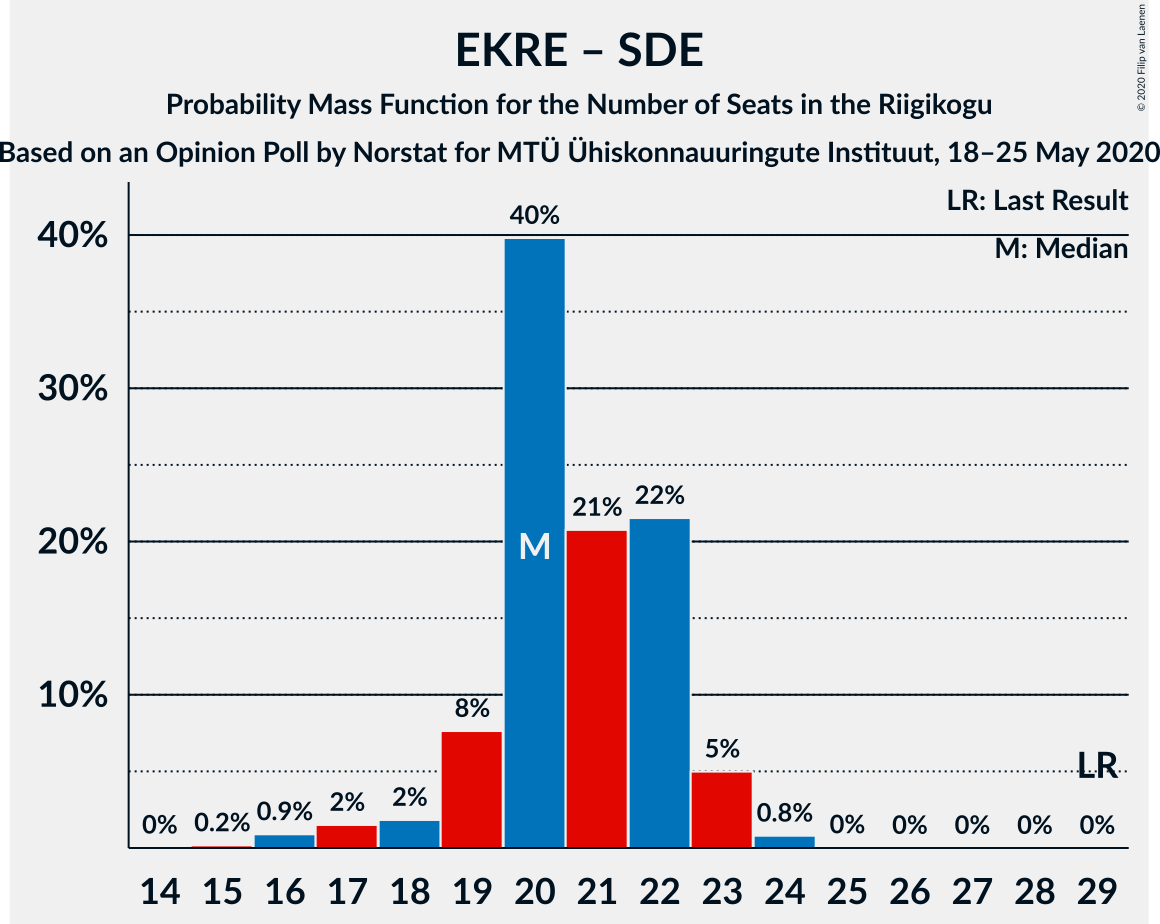 EKRE – SDE
Probability Mass Function for the Number of Seats in the Riigikogu
Based on an Opinion Poll by Norstat for MTÜ Ühiskonnauuringute Instituut, 18–25 May 2020
© 2020 Filip van Laenen
LR: Last Result
M: Median
40%
30%
20%
10%
0%
0.2%
0.9%
2%
2%
8%
40%
21%
22%
5%
0.8%
0%
0%
0%
0%
0%
M
LR
14 15 16 17 18 19 20 21 22 23 24 25 26 27 28 29